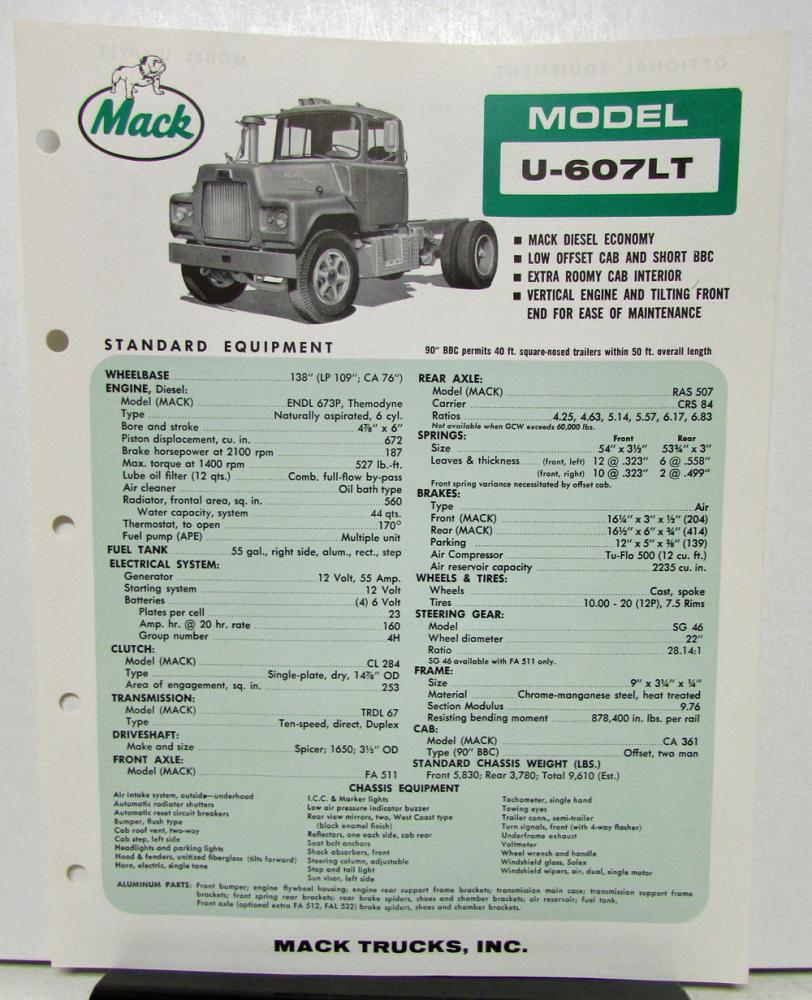 Mack
MODEL
U-607LT
■ MACK DIESEL ECONOMY
■ LOW OFFSET CAB AND SHORT BBC
■ EXTRA ROOMY CAB INTERIOR
■ VERTICAL ENGINE AND TILTING FRONT
END FOR EASE OF MAINTENANCE
STANDARD EQUIPMENT
90" BBC permits 40 ft. square-nosed trailers within 50 ft. overall length
WHEELBASE 138" (LP 109"; CA 76")
ENGINE, Diesel:
Model (MACK) ENDL 673P, Themodyne
Type Naturally aspirated, 6 cyl.
Bore and stroke 4⅞" x 6"
Piston displacement, cu. in. 672
Brake horsepower at 2100 rpm 187
Max. torque at 1400 rpm 527 lb.-ft.
Lube oil filter (12 qts.) Comb. full-flow by-pass
Air cleaner Oil bath type
Radiator, frontal area, sq. in. 560
Water capacity, system 44 qts.
Thermostat, to open 170°
Fuel pump (APE) Multiple unit
FUEL TANK 55 gal., right side, alum., rect., step
ELECTRICAL SYSTEM:
Generator 12 Volt, 55 Amp.
Starting system 12 Volt
Batteries (4) 6 Volt
Plates per cell 23
Amp. hr. @ 20 hr. rate 160
Group number 4H
CLUTCH:
Model (MACK) CL 284
Type Single-plate, dry, 14⅞" OD
Area of engagement, sq. in. 253
TRANSMISSION:
Model (MACK) TRDL 67
Type Ten-speed, direct, Duplex
DRIVESHAFT:
Make and size Spicer; 1650; 3½" OD
FRONT AXLE:
Model (MACK) FA 511
REAR AXLE:
Model (MACK) RAS 507
Carrier CRS 84
Ratios 4.25, 4.63, 5.14, 5.57, 6.17, 6.83
Not available when GCW exceeds 60,000 lbs.
SPRINGS: Front Rear
Size 54" x 3½" 53¾" x 3"
Leaves & thickness (front, left) 12 @ .323" 6 @ .558"
(front, right) 10 @ .323" 2 @ .499"
Front spring variance necessitated by offset cab.
BRAKES:
Type Air
Front (MACK) 16¼" x 3" x ½" (204)
Rear (MACK) 16½" x 6" x ¾" (414)
Parking 12" x 5" x ⅜" (139)
Air Compressor Tu-Flo 500 (12 cu. ft.)
Air reservoir capacity 2235 cu. in.
WHEELS & TIRES:
Wheels Cast, spoke
Tires 10.00 - 20 (12P), 7.5 Rims
STEERING GEAR:
Model SG 46
Wheel diameter 22"
Ratio 28.14:1
SG 46 available with FA 511 only.
FRAME:
Size 9" x 3¼" x ¼"
Material Chrome-manganese steel, heat treated
Section Modulus 9.76
Resisting bending moment 878,400 in. lbs. per rail
CAB:
Model (MACK) CA 361
Type (90" BBC) Offset, two man
STANDARD CHASSIS WEIGHT (LBS.)
Front 5,830; Rear 3,780; Total 9,610 (Est.)
CHASSIS EQUIPMENT
Air intake system, outside—underhood
Automatic radiator shutters
Automatic reset circuit breakers
Bumper, flush type
Cab roof vent, two-way
Cab step, left side
Headlights and parking lights
Hood & fenders, unitized fiberglass (tilts forward)
Horn, electric, single tone
I.C.C. & Marker lights
Low air pressure indicator buzzer
Rear view mirrors, two, West Coast type
(black enamel finish)
Reflectors, one each side, cab rear
Seat belt anchors
Shock absorbers, front
Steering column, adjustable
Stop and tail light
Sun visor, left side
Tachometer, single hand
Towing eyes
Trailer conn., semi-trailer
Turn signals, front (with 4-way flasher)
Underframe exhaust
Voltmeter
Wheel wrench and handle
Windshield glass, Solex
Windshield wipers, air, dual, single motor
ALUMINUM PARTS: Front bumper; engine flywheel housing; engine rear support frame brackets; transmission main case; transmission support frame
brackets; front spring rear brackets; rear brake spiders, shoes and chamber brackets; air reservoir; fuel tank.
Front axle (optional extra FA 512, FAL 532) brake spiders, shoes and chamber brackets.
MACK TRUCKS, INC.